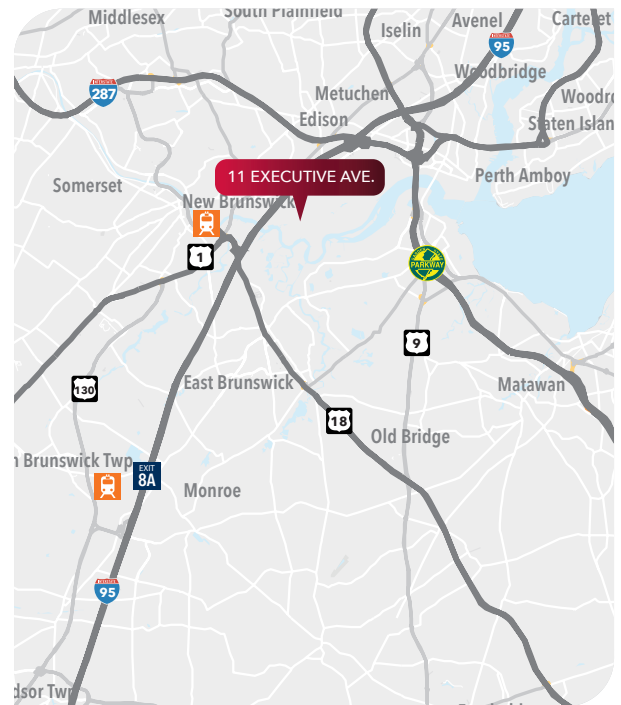 Middlesex
South Plainfield
Iselin
Avenel
Carteret
95
Woodbridge
287
Metuchen
Edison
Staten
11 EXECUTIVE AVE.
Somerset
Perth Amboy
New Brunswick
1
PARKWAY
9
130
East Brunswick
Matawan
18
Old Bridge
n Brunswick Twp
EXIT
8A
Monroe
95
dsor Twp